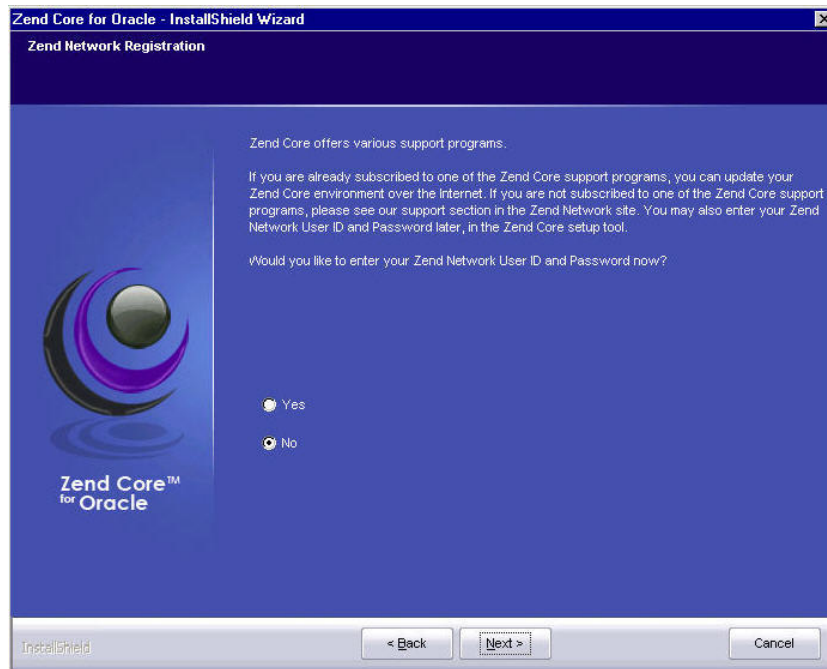 Zend Core for Oracle - InstallShield Wizard
Zend Network Registration
Zend Core offers various support programs.
If you are already subscribed to one of the Zend Core support programs, you can update your
Zend Core environment over the Internet. If you are not subscribed to one of the Zend Core support
programs, please see our support section in the Zend Network site. You may also enter your Zend
Network User ID and Password later, in the Zend Core setup tool.
Would you like to enter your Zend Network User ID and Password now?
Yes
No
Zend Core™
for Oracle
InstallShield
< Back
Next >
Cancel